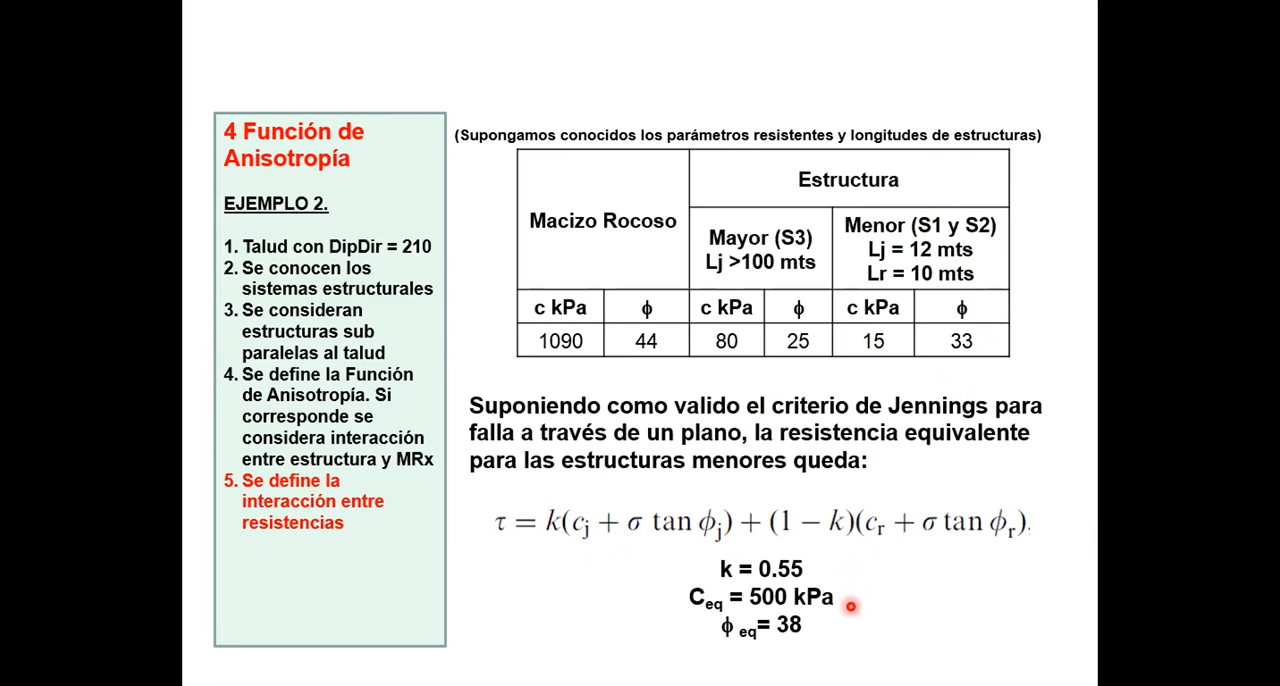 4 Función de
Anisotropía
EJEMPLO 2.
1. Talud con DipDir = 210
2. Se conocen los
sistemas estructurales
3. Se consideran
estructuras sub
paralelas al talud
4. Se define la Función
de Anisotropía. Si
corresponde se
considera interacción
entre estructura y MRx
5. Se define la
interacción entre
resistencias
(Supongamos conocidos los parámetros resistentes y longitudes de estructuras)
Macizo Rocoso
Estructura
Mayor (S3)
Lj >100 mts
Menor (S1 y S2)
Lj = 12 mts
Lr = 10 mts
c kPa ϕ c kPa ϕ c kPa ϕ
1090 44 80 25 15 33
Suponiendo como valido el criterio de Jennings para
falla a través de un plano, la resistencia equivalente
para las estructuras menores queda:
τ = k(cj + σ tan ϕj) + (1 − k)(cr + σ tan ϕr).
k = 0.55
Ceq = 500 kPa
ϕ eq= 38